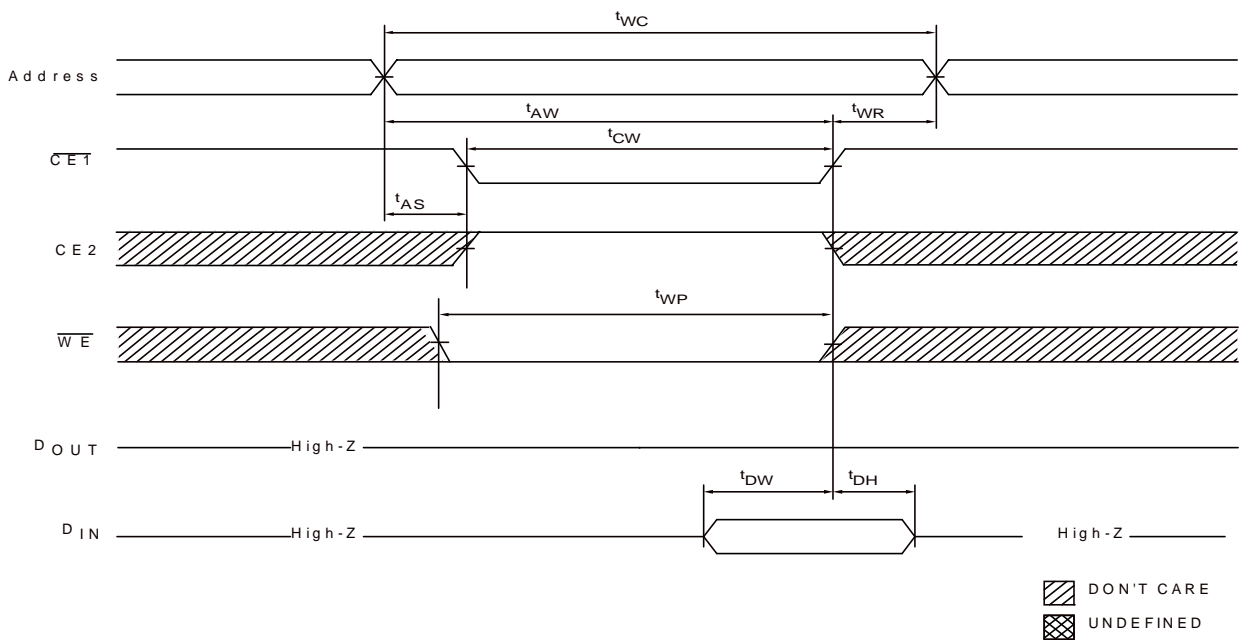 tWC
Address
tAW
tWR
tCW
CE1
tAS
CE2
tWP
WE
DOUT
High-Z
tDW
tDH
DIN
High-Z
High-Z
DON'T CARE
UNDEFINED